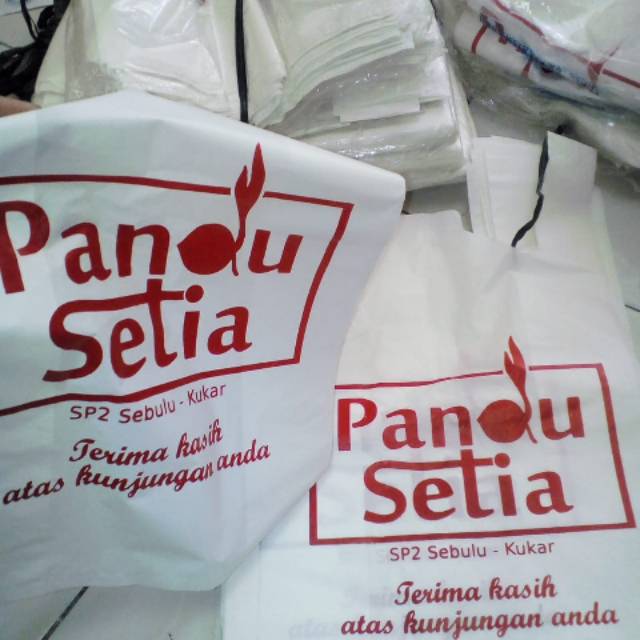 Pandu
Setia
SP2 Sebulu - Kukar
Terima kasih
atas kunjungan anda
Pandu
Setia
SP2 Sebulu - Kukar
Terima kasih
atas kunjungan anda